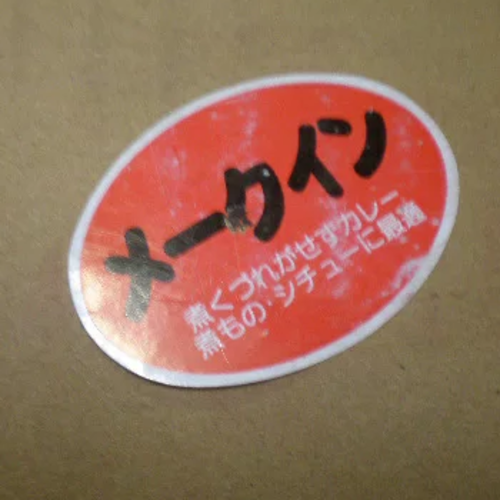 メークイン
煮くづれがせずカレー
煮もの・シチューに最適